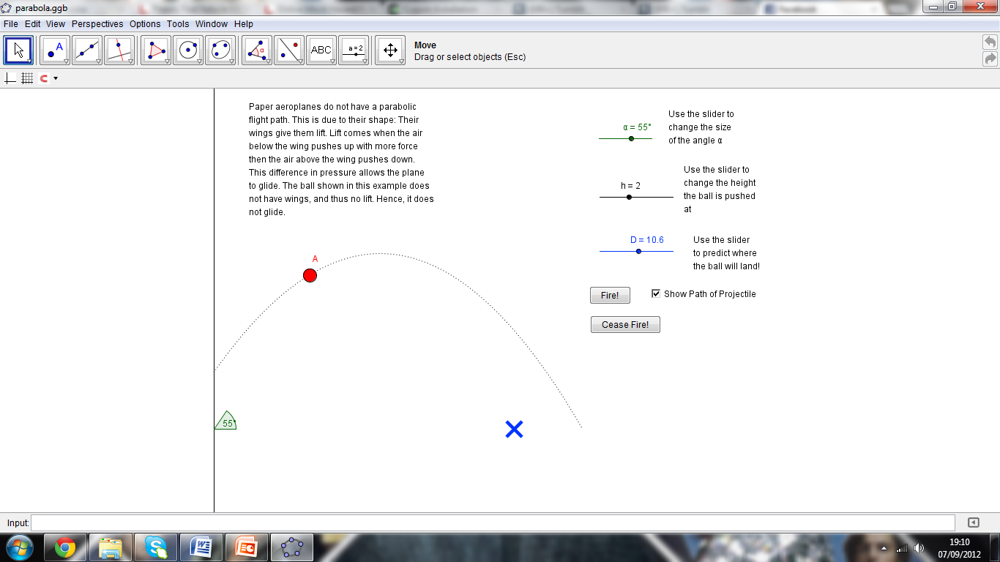 parabola.ggb
File Edit View Perspectives Options Tools Window Help
A
α
ABC
a = 2
Move
Drag or select objects (Esc)
Paper aeroplanes do not have a parabolic
flight path. This is due to their shape: Their
wings give them lift. Lift comes when the air
below the wing pushes up with more force
then the air above the wing pushes down.
This difference in pressure allows the plane
to glide. The ball shown in this example does
not have wings, and thus no lift. Hence, it does
not glide.
α = 55°
Use the slider to
change the size
of the angle α
h = 2
Use the slider to
change the height
the ball is pushed
at
D = 10.6
Use the slider
to predict where
the ball will land!
Fire!
Show Path of Projectile
Cease Fire!
A
55°
Input:
19:10
07/09/2012